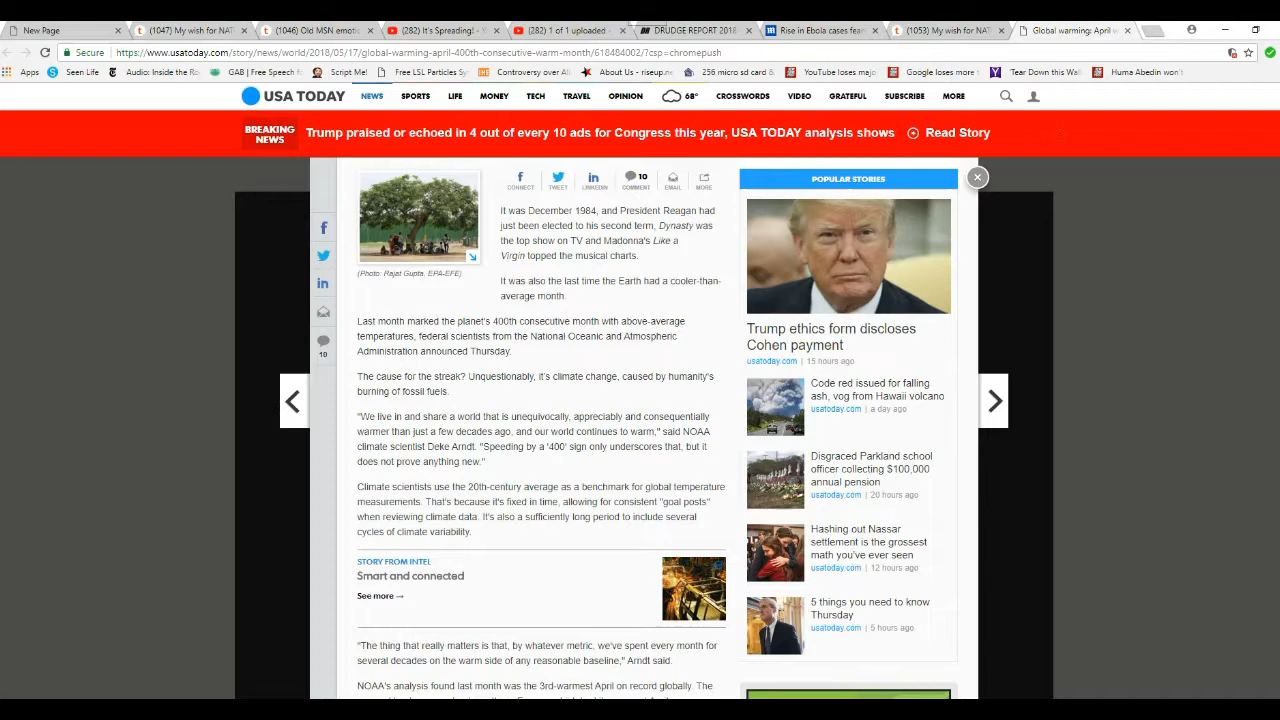 New Page
(1047) My wish for NAT
(1046) Old MSN emotic
(282) It's Spreading! -
(282) 1 of 1 uploaded
DRUDGE REPORT 2018
Rise in Ebola cases fear
(1053) My wish for NAT
Global warming: April w
Secure
https://www.usatoday.com/story/news/world/2018/05/17/global-warming-april-400th-consecutive-warm-month/618484002/?csp=chromepush
Apps
Seen Life
Audio: Inside the Ro
GAB | Free Speech fo
Script Me!
Free LSL Particles Sy
Controversy over Al
About Us - riseup.ne
256 micro sd card &
YouTube loses majo
Google loses more t
Tear Down this Wal
Huma Abedin won't
USA TODAY
NEWS
SPORTS
LIFE
MONEY
TECH
TRAVEL
OPINION
68°
CROSSWORDS
VIDEO
GRATEFUL
SUBSCRIBE
MORE
BREAKING
NEWS
Trump praised or echoed in 4 out of every 10 ads for Congress this year, USA TODAY analysis shows
Read Story
CONNECT
TWEET
LINKEDIN
10
COMMENT
EMAIL
MORE
10
(Photo: Rajat Gupta, EPA-EFE)
It was December 1984, and President Reagan had
just been elected to his second term, Dynasty was
the top show on TV and Madonna's Like a
Virgin topped the musical charts.
It was also the last time the Earth had a cooler-than-
average month.
Last month marked the planet's 400th consecutive month with above-average
temperatures, federal scientists from the National Oceanic and Atmospheric
Administration announced Thursday.
The cause for the streak? Unquestionably, it's climate change, caused by humanity's
burning of fossil fuels.
"We live in and share a world that is unequivocally, appreciably and consequentially
warmer than just a few decades ago, and our world continues to warm," said NOAA
climate scientist Deke Arndt. "Speeding by a '400' sign only underscores that, but it
does not prove anything new."
Climate scientists use the 20th-century average as a benchmark for global temperature
measurements. That's because it's fixed in time, allowing for consistent "goal posts"
when reviewing climate data. It's also a sufficiently long period to include several
cycles of climate variability.
STORY FROM INTEL
Smart and connected
See more →
"The thing that really matters is that, by whatever metric, we've spent every month for
several decades on the warm side of any reasonable baseline," Arndt said.
NOAA's analysis found last month was the 3rd-warmest April on record globally. The
POPULAR STORIES
Trump ethics form discloses
Cohen payment
usatoday.com | 15 hours ago
Code red issued for falling
ash, vog from Hawaii volcano
usatoday.com | a day ago
Disgraced Parkland school
officer collecting $100,000
annual pension
usatoday.com | 20 hours ago
Hashing out Nassar
settlement is the grossest
math you've ever seen
usatoday.com | 12 hours ago
5 things you need to know
Thursday
usatoday.com | 5 hours ago